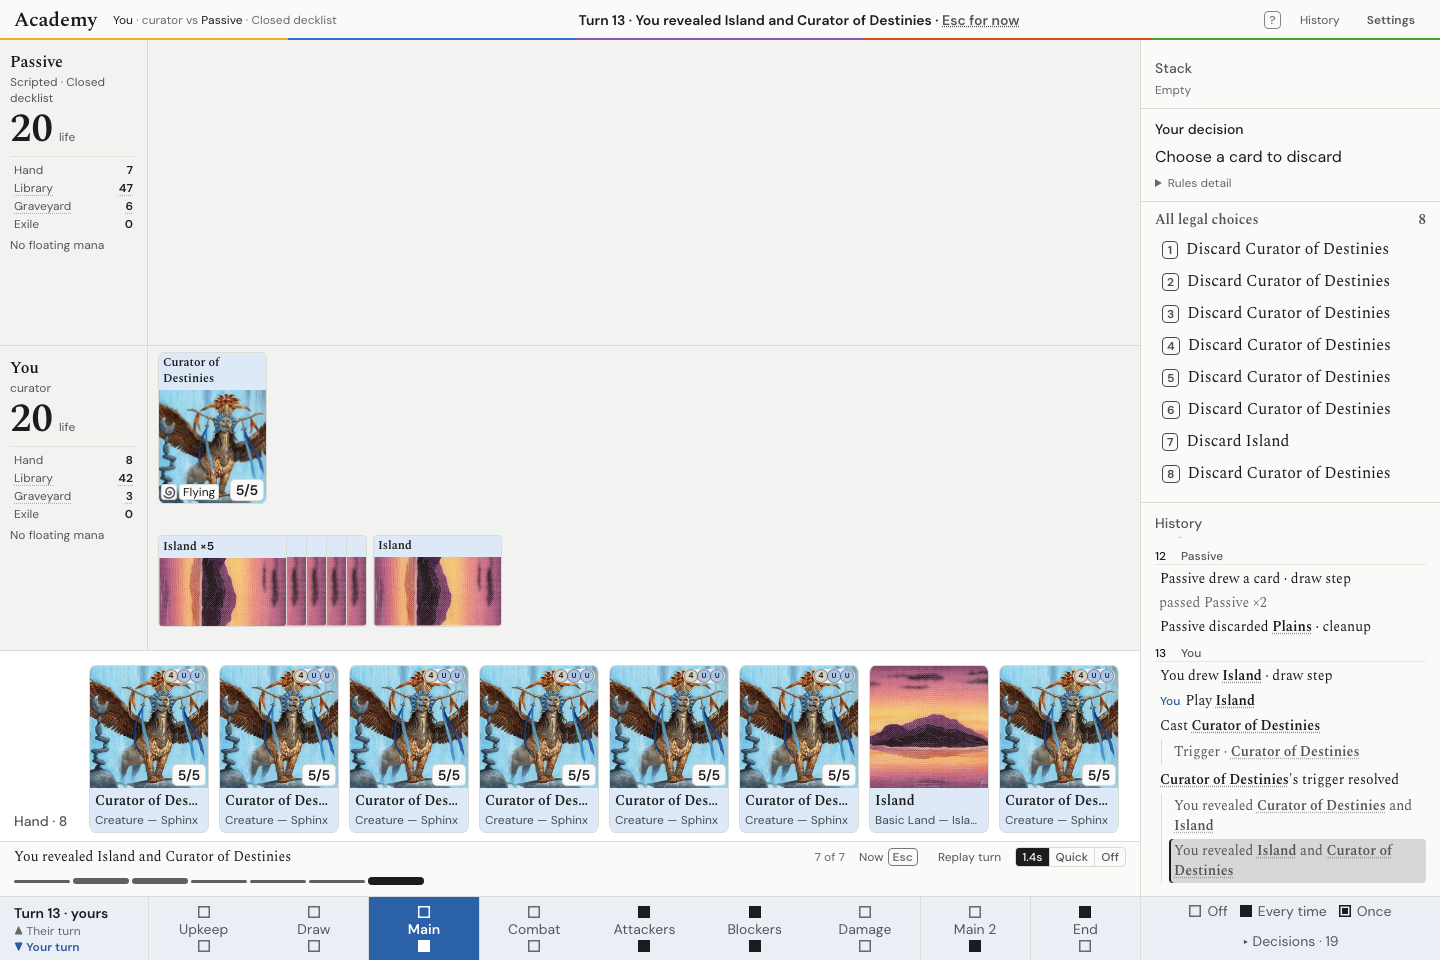 Academy
You · curator vs Passive · Closed decklist
Turn 13 · You revealed Island and Curator of Destinies · Esc for now
? History Settings
Passive
Scripted · Closed
decklist
20 life
Hand 7
Library 47
Graveyard 6
Exile 0
No floating mana
You
curator
20 life
Hand 8
Library 42
Graveyard 3
Exile 0
No floating mana
Curator of
Destinies
Flying 5/5
Island ×5
Island
Hand · 8
4 U U
5/5
Curator of Des...
Creature — Sphinx
4 U U
5/5
Curator of Des...
Creature — Sphinx
4 U U
5/5
Curator of Des...
Creature — Sphinx
4 U U
5/5
Curator of Des...
Creature — Sphinx
4 U U
5/5
Curator of Des...
Creature — Sphinx
4 U U
5/5
Curator of Des...
Creature — Sphinx
Island
Basic Land — Isla...
4 U U
5/5
Curator of Des...
Creature — Sphinx
You revealed Island and Curator of Destinies
7 of 7 Now Esc Replay turn 1.4s Quick Off
Turn 13 · yours
▲ Their turn
▼ Your turn
Upkeep
Draw
Main
Combat
Attackers
Blockers
Damage
Main 2
End
Stack
Empty
Your decision
Choose a card to discard
▶ Rules detail
All legal choices 8
1 Discard Curator of Destinies
2 Discard Curator of Destinies
3 Discard Curator of Destinies
4 Discard Curator of Destinies
5 Discard Curator of Destinies
6 Discard Curator of Destinies
7 Discard Island
8 Discard Curator of Destinies
History
12 Passive
Passive drew a card · draw step
passed Passive ×2
Passive discarded Plains · cleanup
13 You
You drew Island · draw step
You Play Island
Cast Curator of Destinies
Trigger · Curator of Destinies
Curator of Destinies's trigger resolved
You revealed Curator of Destinies and
Island
You revealed Island and Curator of
Destinies
Off Every time Once
▸ Decisions · 19